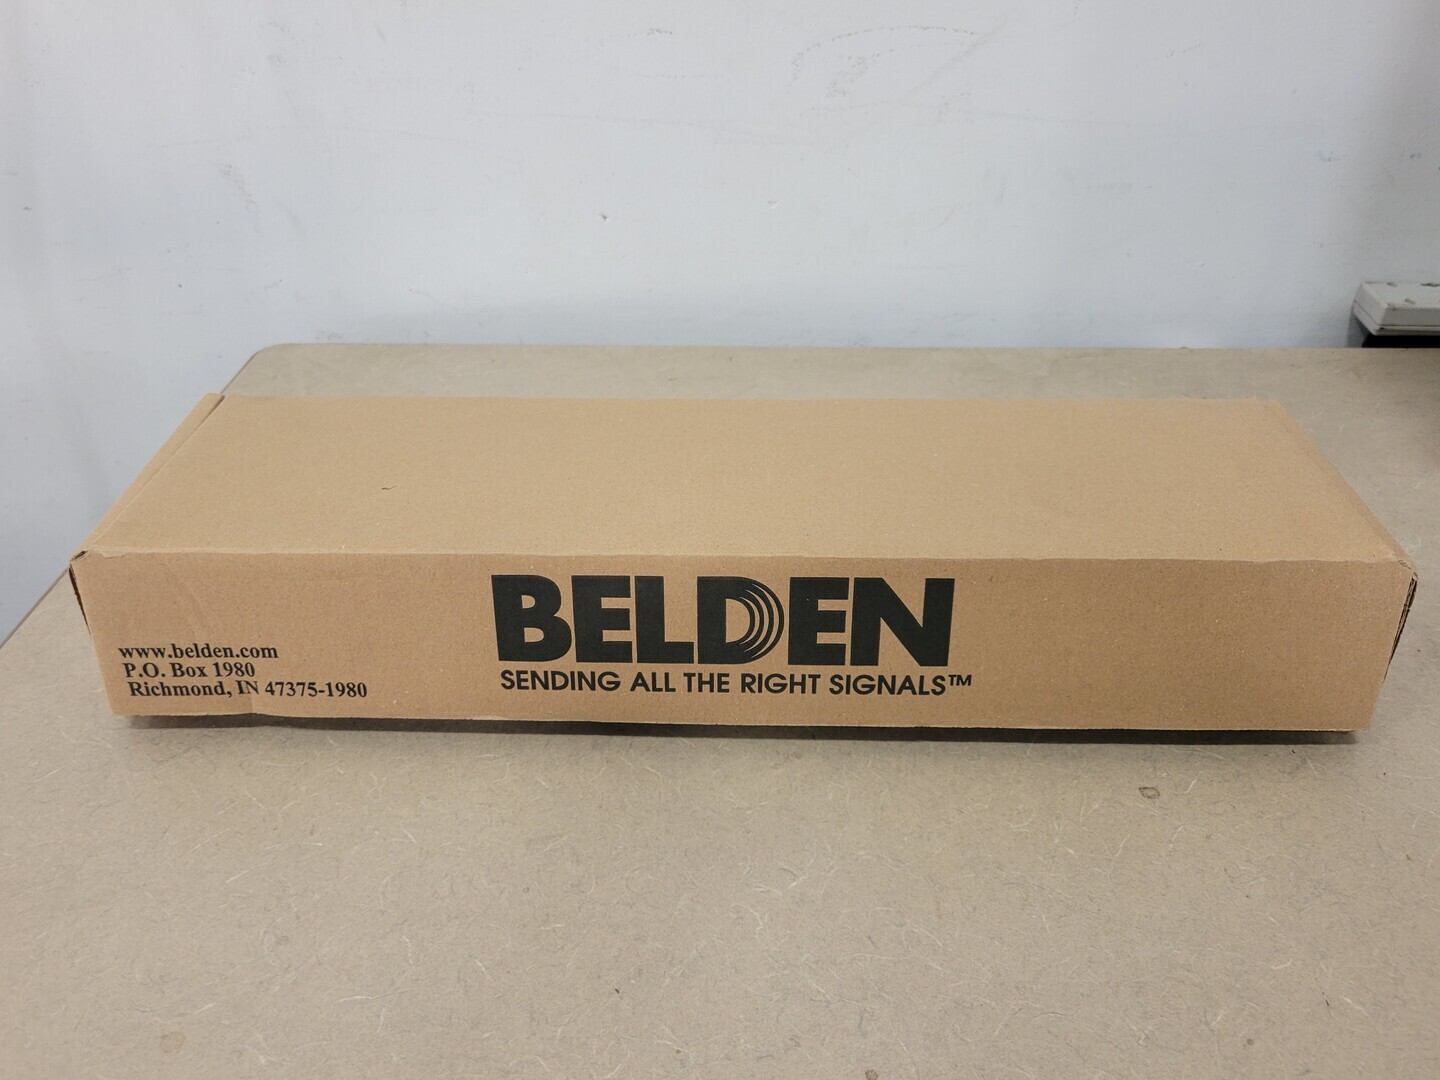 BELDEN
SENDING ALL THE RIGHT SIGNALS™
www.belden.com
P.O. Box 1980
Richmond, IN 47375-1980